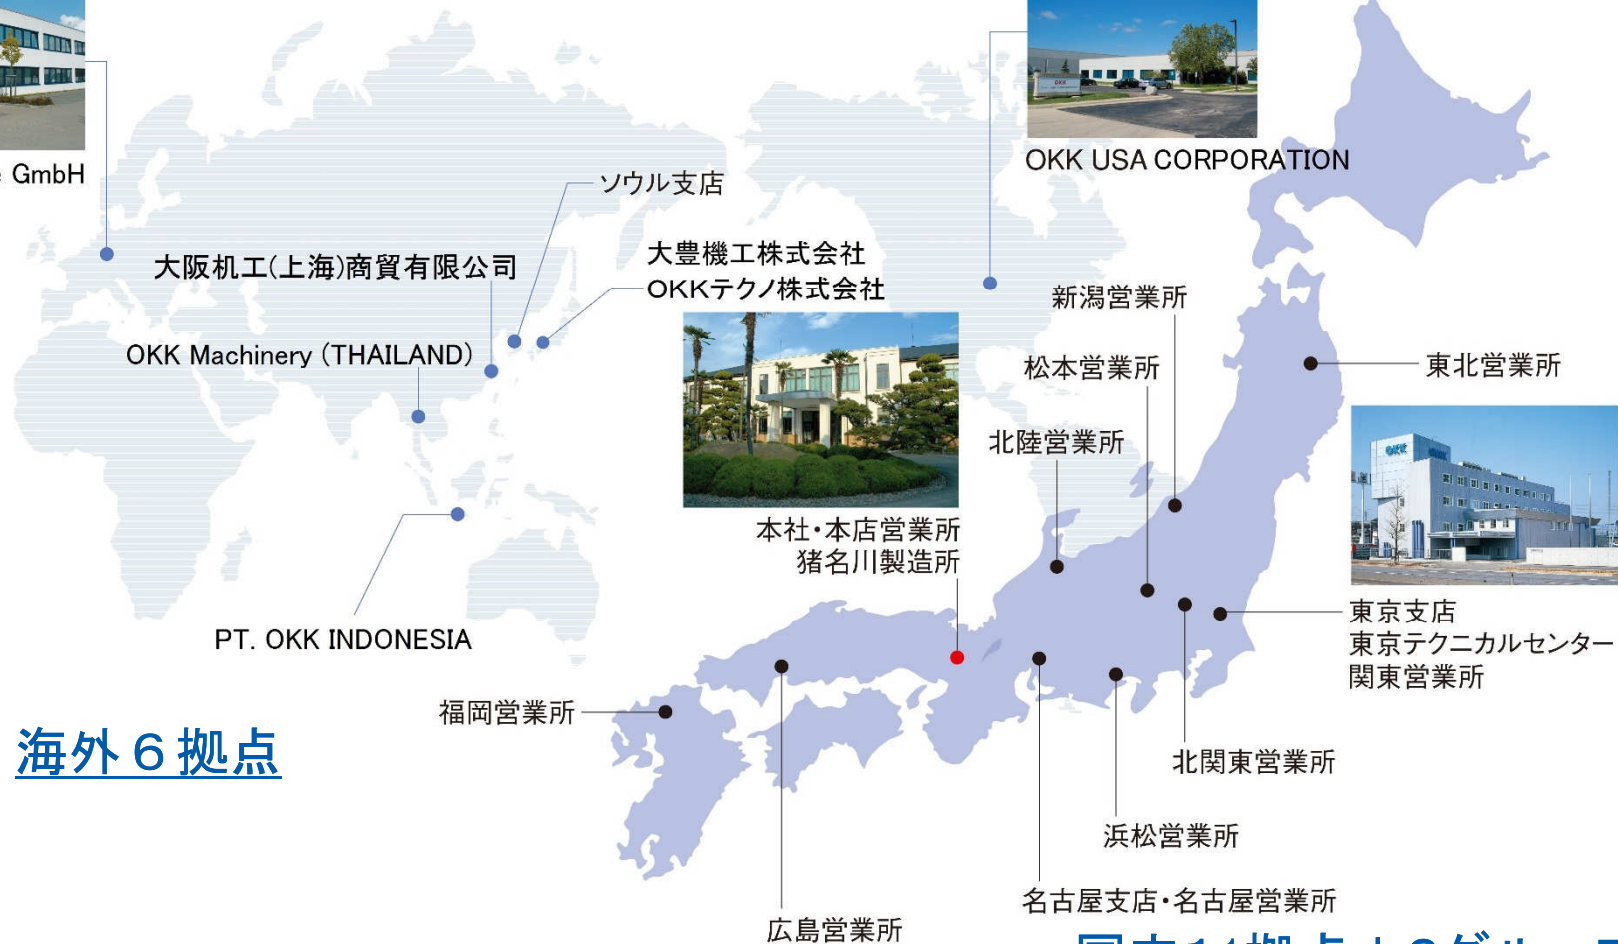 GmbH
OKK USA CORPORATION
ソウル支店
大阪机工(上海)商貿有限公司
大豊機工株式会社
OKKテクノ株式会社
OKK Machinery (THAILAND)
PT. OKK INDONESIA
新潟営業所
松本営業所
北陸営業所
東北営業所
本社・本店営業所
猪名川製造所
東京支店
東京テクニカルセンター
関東営業所
福岡営業所
北関東営業所
浜松営業所
名古屋支店・名古屋営業所
広島営業所
海外6拠点
OKK
OKK